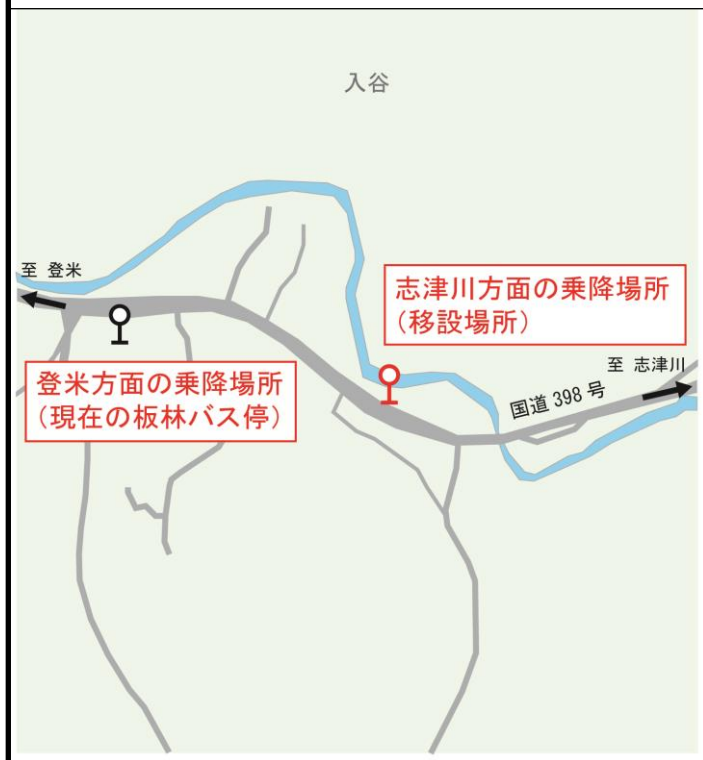 入谷
至 登米
志津川方面の乗降場所
（移設場所）
至 志津川
登米方面の乗降場所
（現在の板林バス停）
国道 398 号